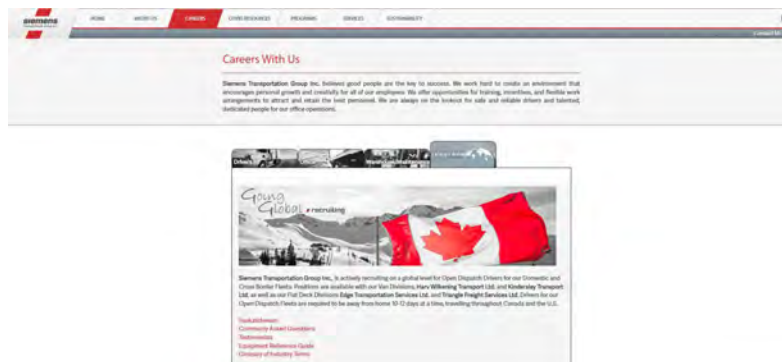 siemens
HOME ABOUT US CAREERS PROGRAMS SERVICES SUSTAINABILITY
Careers With Us
Siemens Transportation Group Inc. believes good people are the key to success. We work hard to create an environment that
encourages personal growth and creativity for all of our employees. We offer opportunities for training, incentives, and flexible work
arrangements to attract and retain the best personnel. We are always on the lookout for safe and reliable drivers and talented,
dedicated people for our office operations.
Going
Global recruiting
Siemens Transportation Group Inc., is actively recruiting on a global level for Open Dispatch Drivers for our Domestic and
Cross Border Fleets. Positions are available with our Van Divisions, Harv Wilkening Transport Ltd. and Kindersley Transport
Ltd. as well as our Flat Deck Divisions Edge Transportation Services Ltd. and Triangle Freight Services Ltd. Drivers for our
Open Dispatch Fleets are required to be away from home 10-12 days at a time, travelling throughout Canada and the U.S.
Saskatchewan
Commonly Asked Questions
Testimonials
Equipment Reference Guide
Glossary of Industry Terms